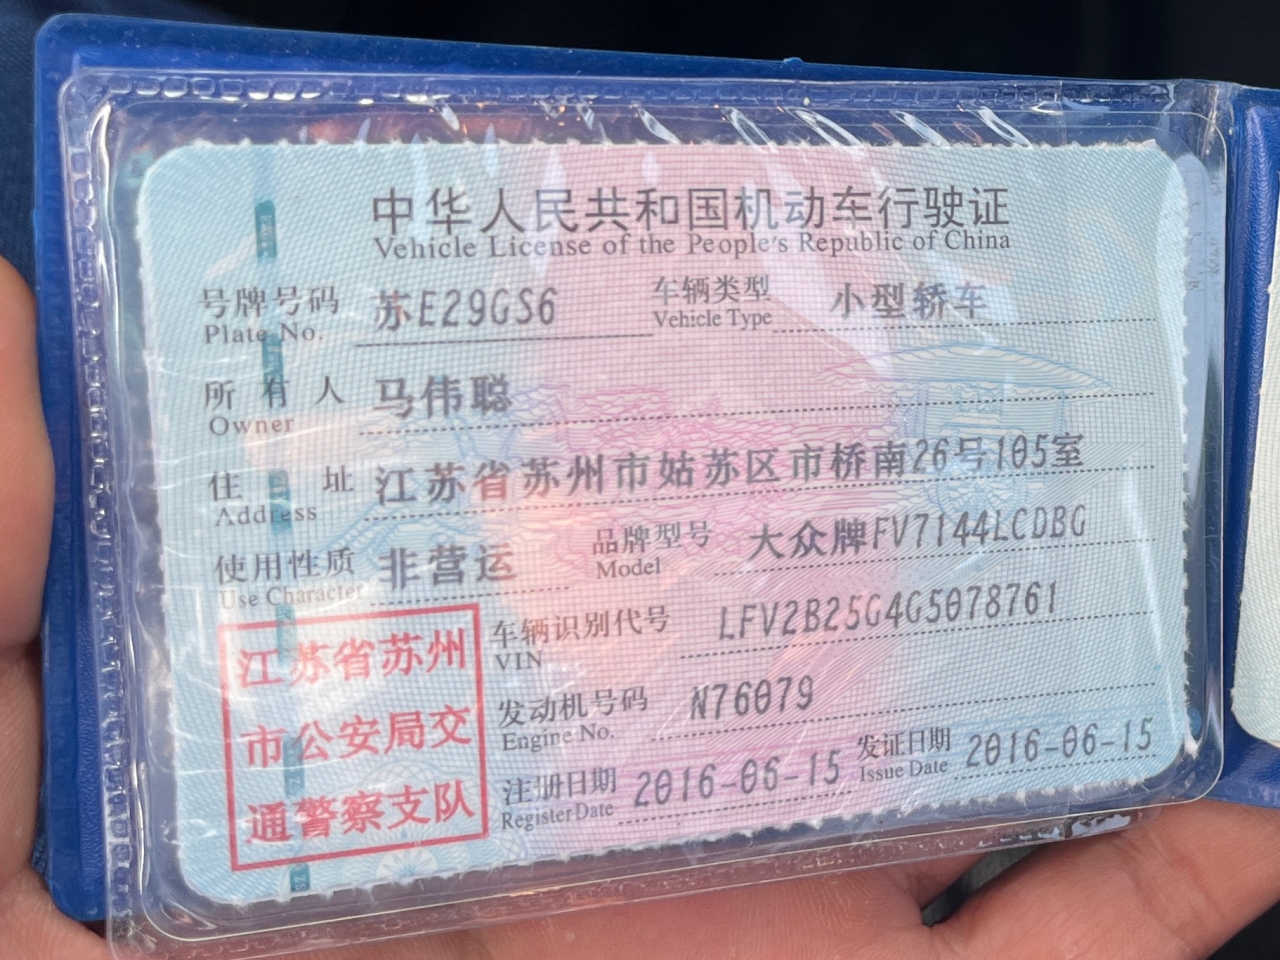 中华人民共和国机动车行驶证
Vehicle License of the People's Republic of China
号牌号码 苏E29GS6 车辆类型 小型轿车
Plate No. Vehicle Type
所有人 马伟聪
Owner
住址 江苏省苏州市姑苏区市桥南26号105室
Address
使用性质 非营运 品牌型号 大众牌FV7144LCDBG
Use Character Model
车辆识别代号 LFV2B25G4G5078761
VIN
发动机号码 N76079
Engine No.
注册日期 2016-06-15 发证日期 2016-06-15
Register Date Issue Date
江苏省苏州
市公安局交
通警察支队